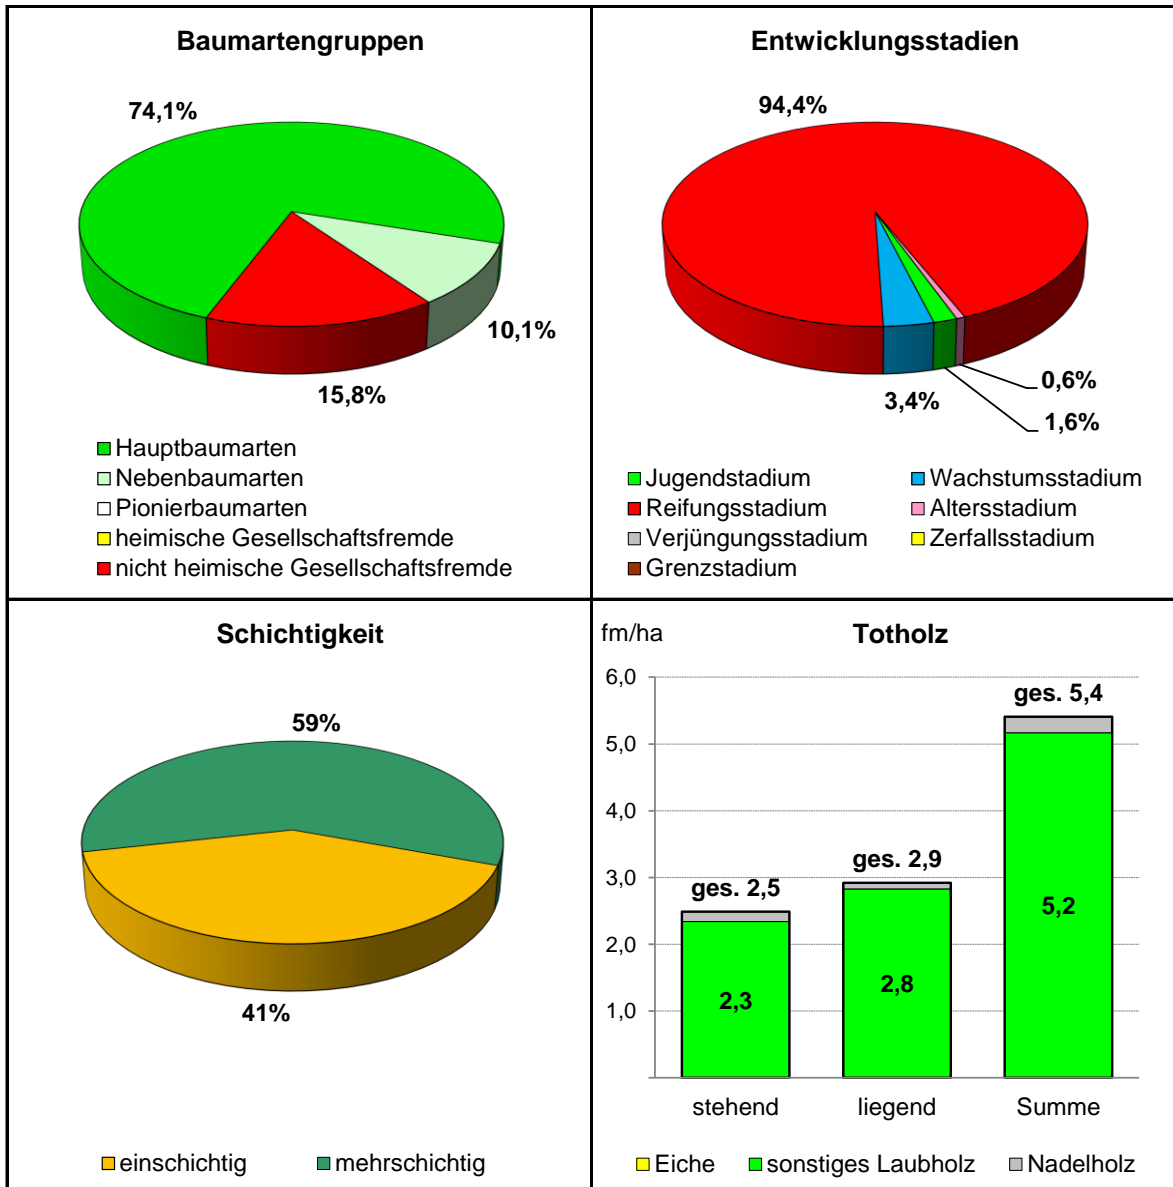 Baumartengruppen
74,1%
10,1%
15,8%
Hauptbaumarten
Nebenbaumarten
Pionierbaumarten
heimische Gesellschaftsfremde
nicht heimische Gesellschaftsfremde
Entwicklungsstadien
94,4%
0,6%
3,4%
1,6%
Jugendstadium
Wachstumsstadium
Reifungsstadium
Altersstadium
Verjüngungsstadium
Zerfallsstadium
Grenzstadium
Schichtigkeit
59%
41%
einschichtig
mehrschichtig
fm/ha
Totholz
6,0
ges. 5,4
5,0
4,0
3,0
ges. 2,5
ges. 2,9
5,2
2,0
2,3
2,8
1,0
stehend
liegend
Summe
Eiche
sonstiges Laubholz
Nadelholz